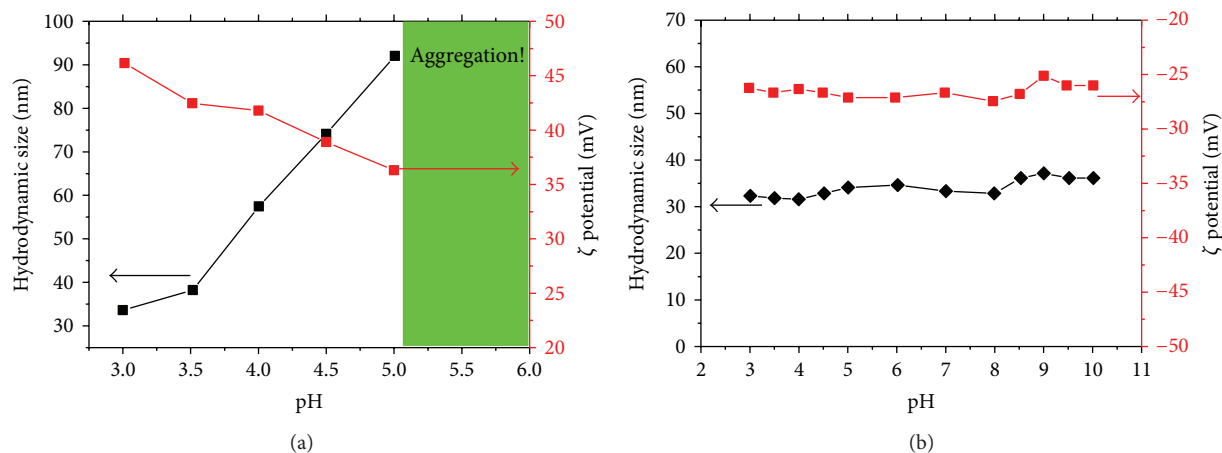 100
90
80
70
60
50
40
30
Hydrodynamic size (nm)
3.0 3.5 4.0 4.5 5.0 5.5 6.0
pH
Aggregation!
50
45
40
35
30
25
20
ζ potential (mV)
(a)
70
60
50
40
30
20
10
0
Hydrodynamic size (nm)
2 3 4 5 6 7 8 9 10 11
pH
−20
−25
−30
−35
−40
−45
−50
ζ potential (mV)
(b)